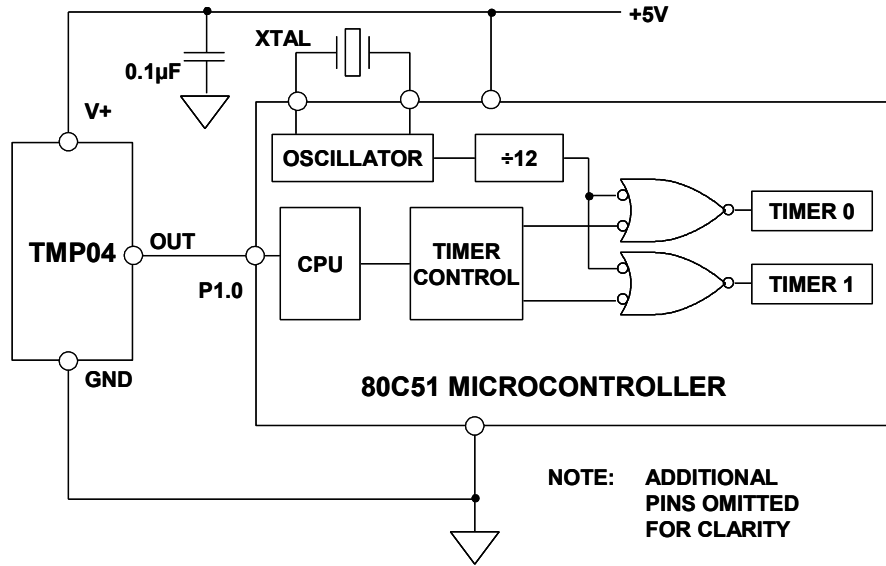 +5V
XTAL
0.1µF
V+
OSCILLATOR
÷12
TIMER 0
TMP04
OUT
CPU
TIMER
CONTROL
TIMER 1
P1.0
GND
80C51 MICROCONTROLLER
NOTE: ADDITIONAL
PINS OMITTED
FOR CLARITY